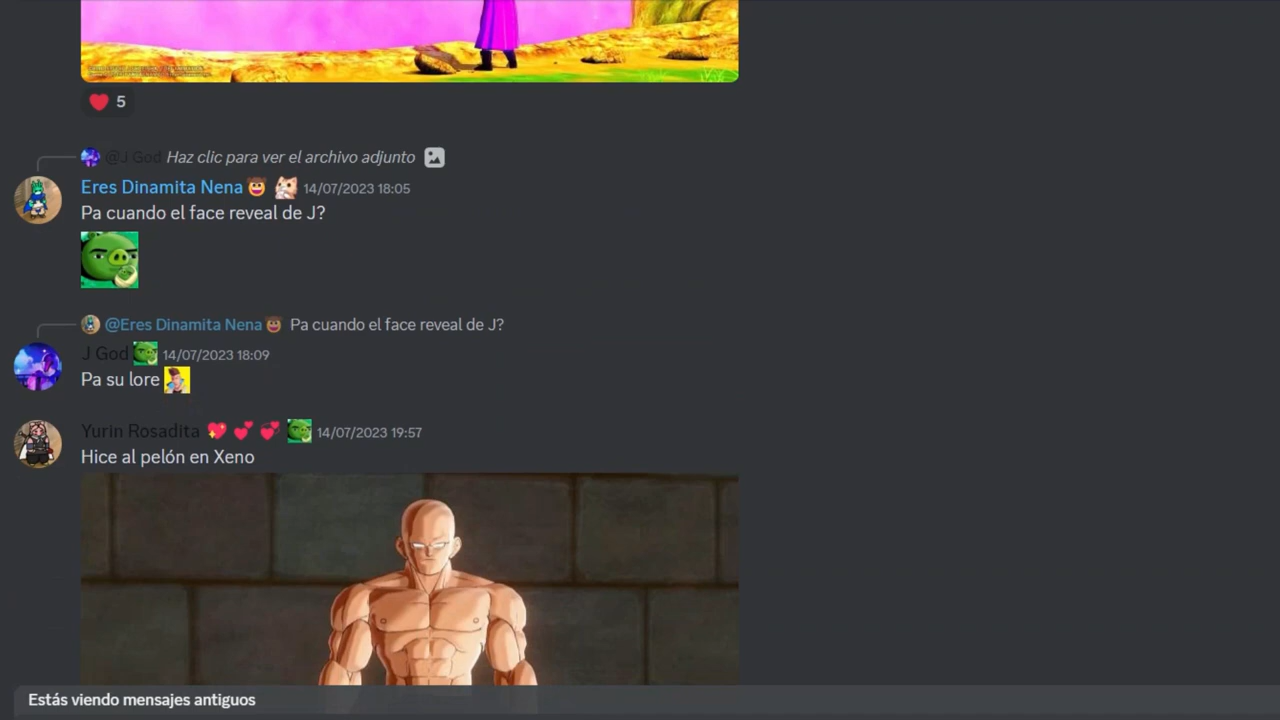 5
@J God Haz clic para ver el archivo adjunto
Eres Dinamita Nena 14/07/2023 18:05
Pa cuando el face reveal de J?
@Eres Dinamita Nena Pa cuando el face reveal de J?
J God 14/07/2023 18:09
Pa su lore
Yurin Rosadita 14/07/2023 19:57
Hice al pelón en Xeno
Estás viendo mensajes antiguos